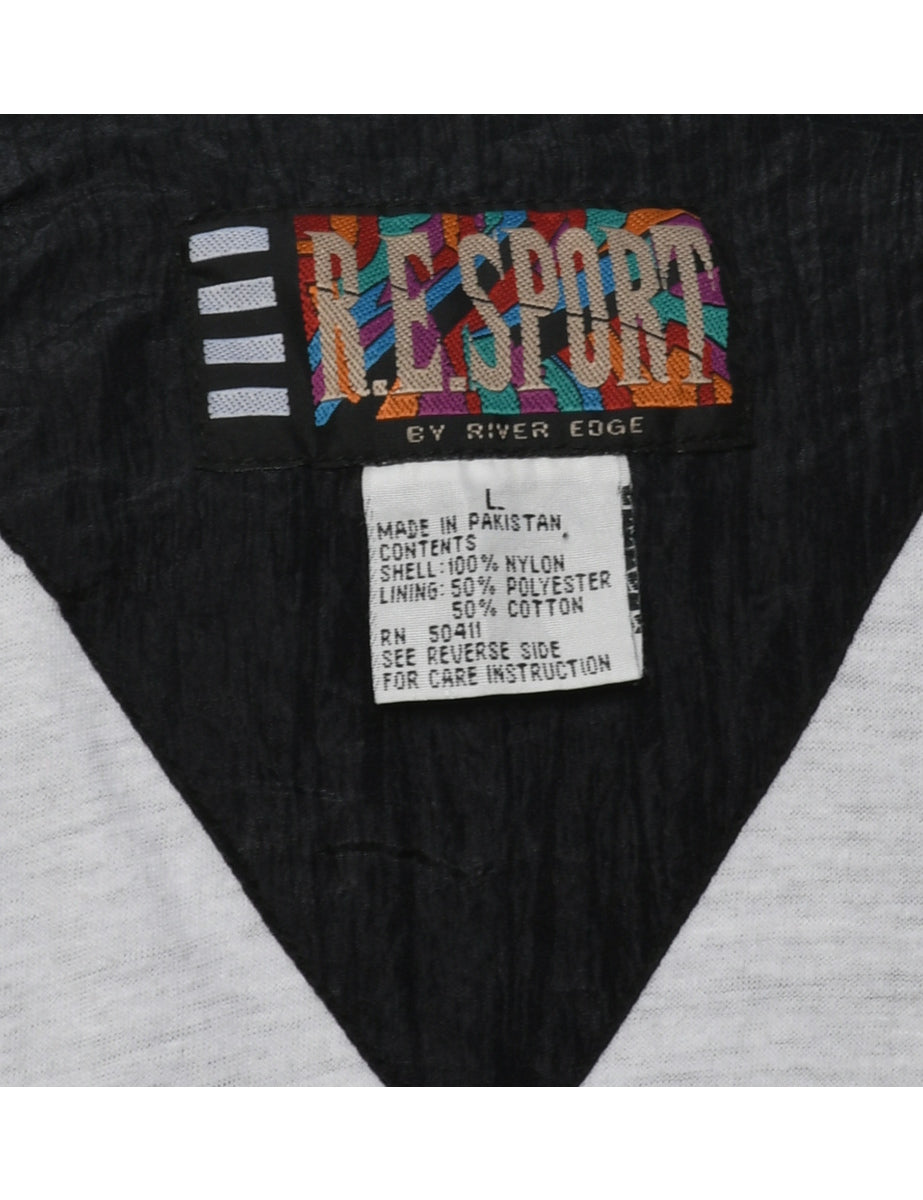 R.E.SPORT
BY RIVER EDGE
L
MADE IN PAKISTAN
CONTENTS
SHELL:100% NYLON
LINING: 50% POLYESTER
50% COTTON
RN 50411
SEE REVERSE SIDE
FOR CARE INSTRUCTION